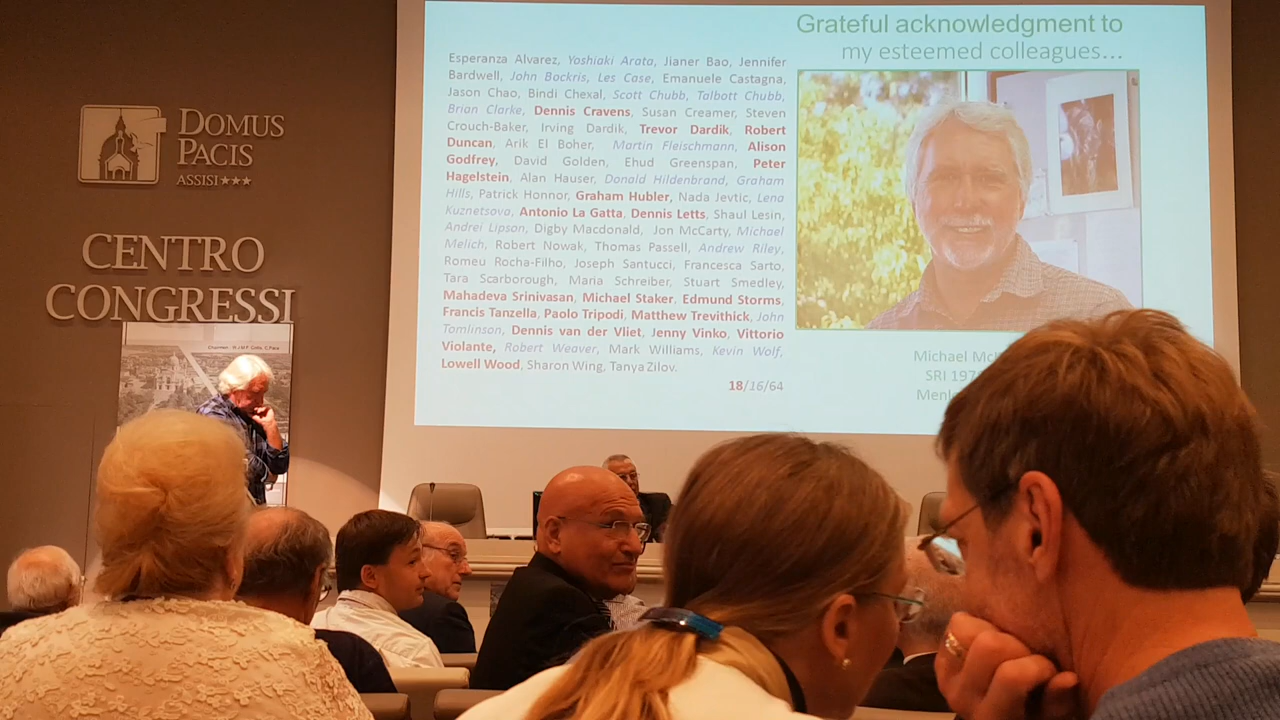 DOMUS
PACIS
ASSISI★★★
CENTRO
CONGRESSI
Grateful acknowledgment to
my esteemed colleagues...
Esperanza Alvarez, Yoshiaki Arata, Jianer Bao, Jennifer
Bardwell, John Bockris, Les Case, Emanuele Castagna,
Jason Chao, Bindi Chexal, Scott Chubb, Talbott Chubb,
Brian Clarke, Dennis Cravens, Susan Creamer, Steven
Crouch-Baker, Irving Dardik, Trevor Dardik, Robert
Duncan, Arik El Boher, Martin Fleischmann, Alison
Godfrey, David Golden, Ehud Greenspan, Peter
Hagelstein, Alan Hauser, Donald Hildenbrand, Graham
Hills, Patrick Honnor, Graham Hubler, Nada Jevtic, Lena
Kuznetsova, Antonio La Gatta, Dennis Letts, Shaul Lesin,
Andrei Lipson, Digby Macdonald, Jon McCarty, Michael
Melich, Robert Nowak, Thomas Passell, Andrew Riley,
Romeu Rocha-Filho, Joseph Santucci, Francesca Sarto,
Tara Scarborough, Maria Schreiber, Stuart Smedley,
Mahadeva Srinivasan, Michael Staker, Edmund Storms,
Francis Tanzella, Paolo Tripodi, Matthew Trevithick, John
Tomlinson, Dennis van der Vliet, Jenny Vinko, Vittorio
Violante, Robert Weaver, Mark Williams, Kevin Wolf,
Lowell Wood, Sharon Wing, Tanya Zilov.
18/16/64
Michael
SRI